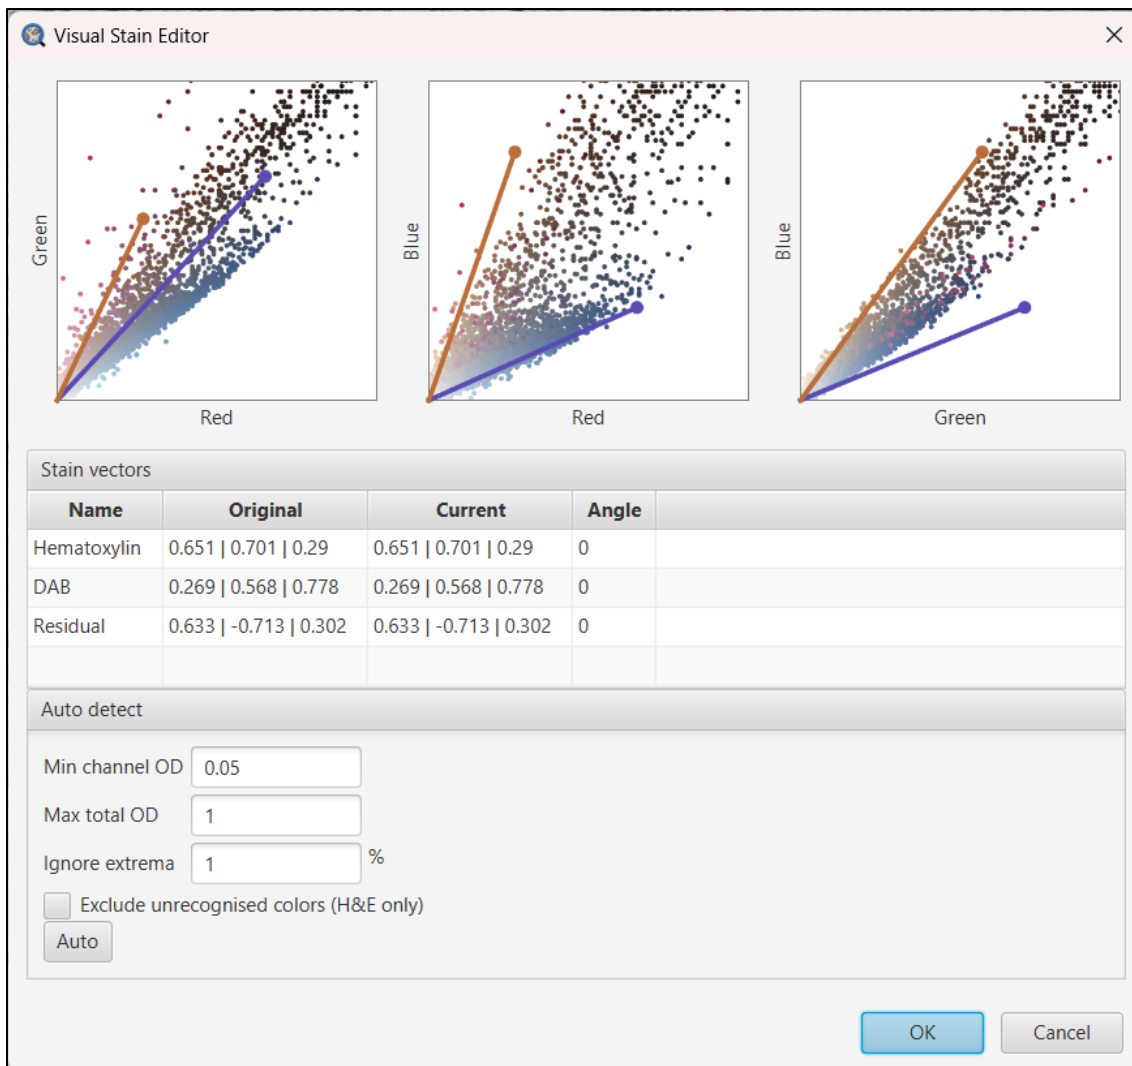 Visual Stain Editor
Green
Red
Blue
Red
Blue
Green
Stain vectors
Name Original Current Angle
Hematoxylin 0.651 | 0.701 | 0.29 0.651 | 0.701 | 0.29 0
DAB 0.269 | 0.568 | 0.778 0.269 | 0.568 | 0.778 0
Residual 0.633 | -0.713 | 0.302 0.633 | -0.713 | 0.302 0
Auto detect
Min channel OD 0.05
Max total OD 1
Ignore extrema 1 %
Exclude unrecognised colors (H&E only)
Auto
OK Cancel